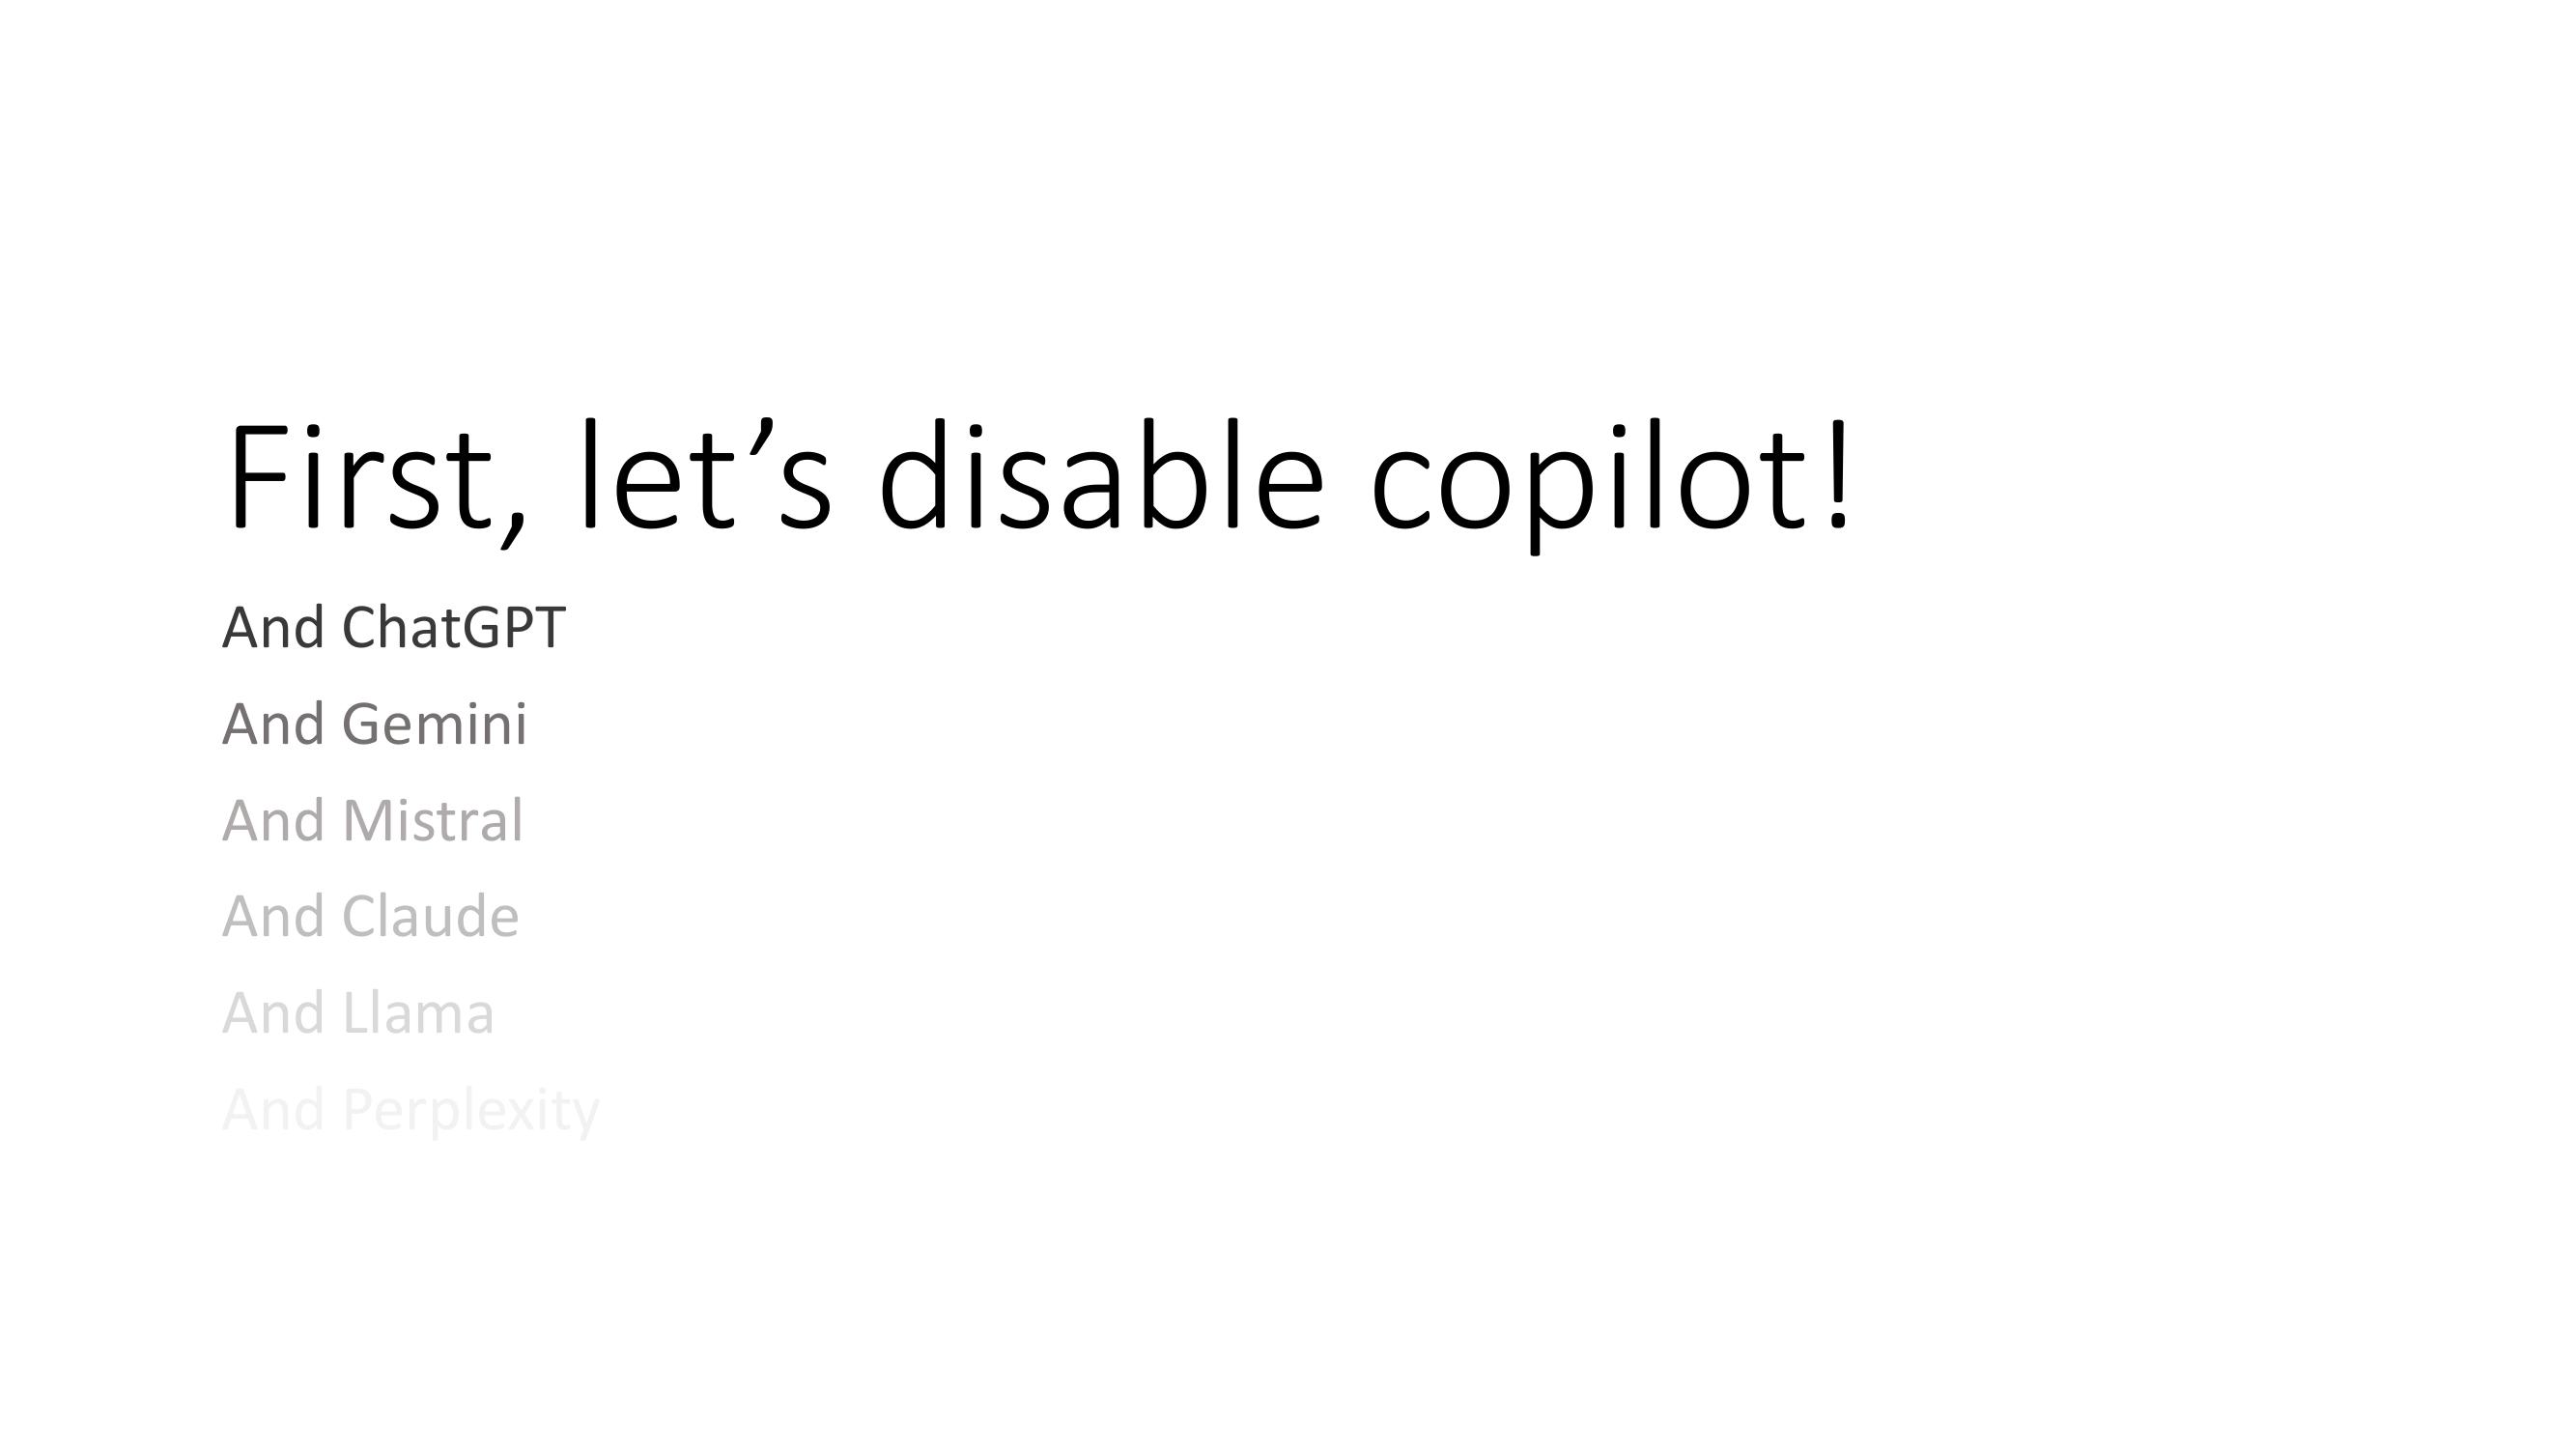 First, let’s disable copilot!
And ChatGPT
And Gemini
And Mistral
And Claude
And Llama
And Perplexity